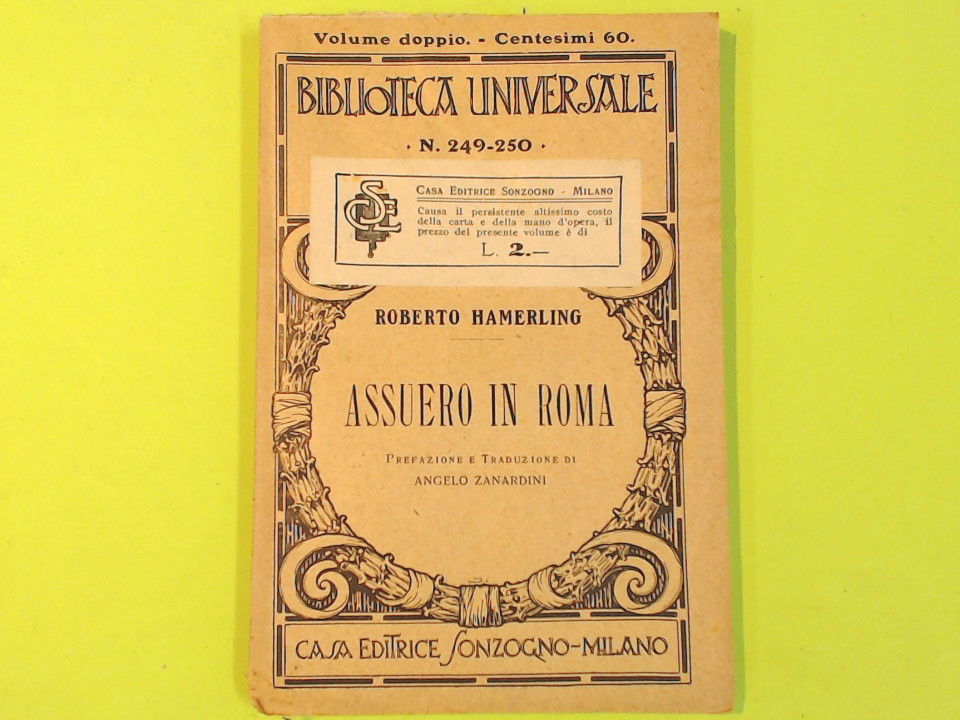 Volume doppio. - Centesimi 60.
BIBLIOTECA UNIVERSALE
· N. 249-250 ·
CASA EDITRICE SONZOGNO - MILANO
Causa il persistente altissimo costo
della carta e della mano d'opera, il
prezzo del presente volume è di
L. 2.—
ROBERTO HAMERLING
ASSUERO IN ROMA
PREFAZIONE E TRADUZIONE DI
ANGELO ZANARDINI
CASA EDITRICE SONZOGNO-MILANO